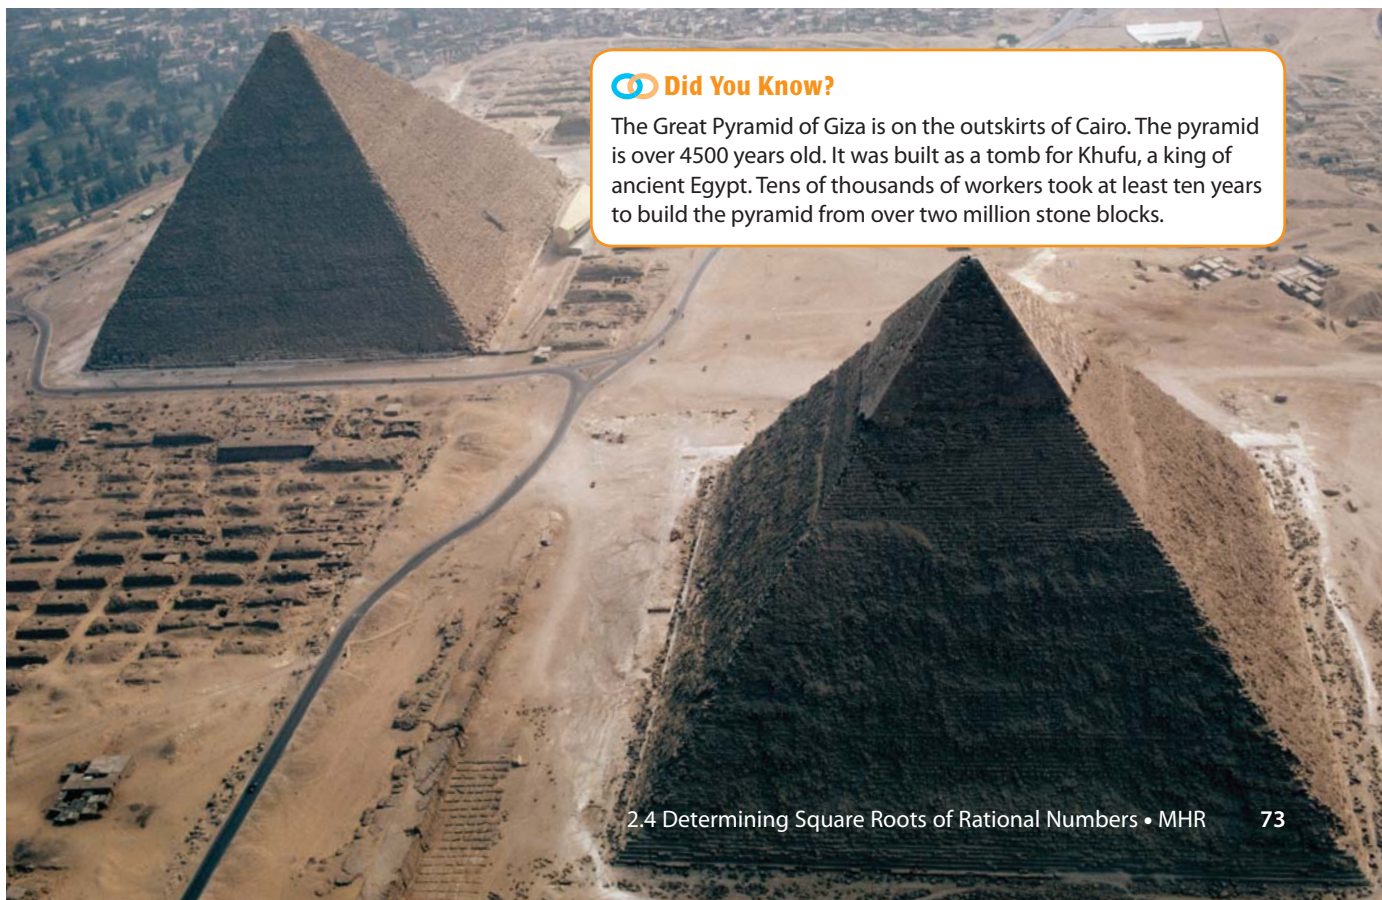 Did You Know?
The Great Pyramid of Giza is on the outskirts of Cairo. The pyramid
is over 4500 years old. It was built as a tomb for Khufu, a king of
ancient Egypt. Tens of thousands of workers took at least ten years
to build the pyramid from over two million stone blocks.
2.4 Determining Square Roots of Rational Numbers • MHR 73